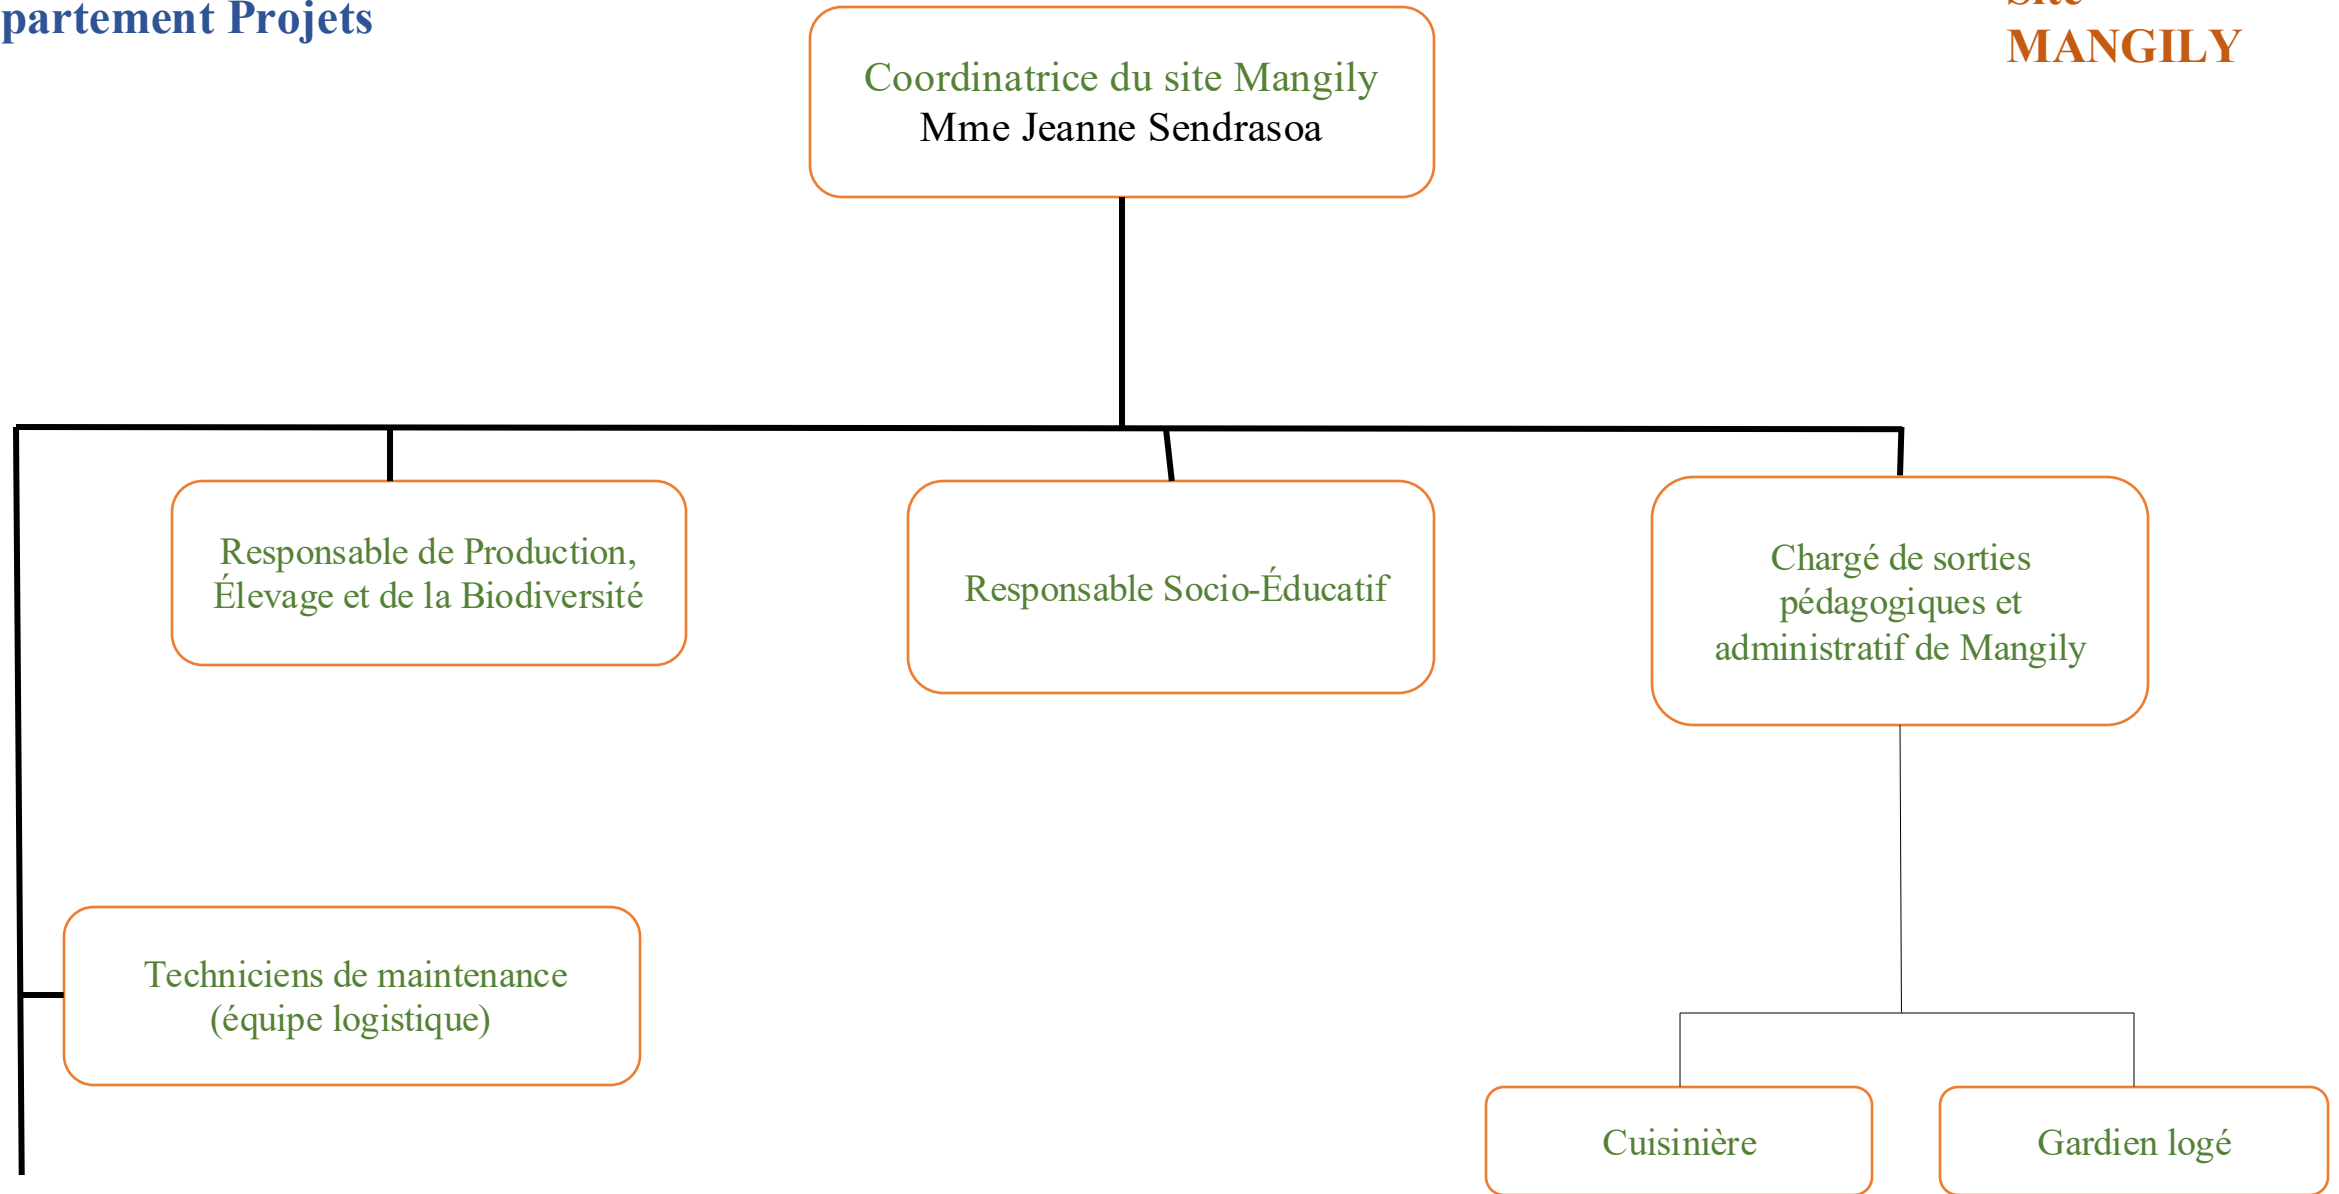 partement Projets
Site
MANGILY
Coordinatrice du site Mangily
Mme Jeanne Sendrasoa
Responsable de Production,
Élevage et de la Biodiversité
Responsable Socio-Éducatif
Chargé de sorties
pédagogiques et
administratif de Mangily
Techniciens de maintenance
(équipe logistique)
Cuisinière
Gardien logé